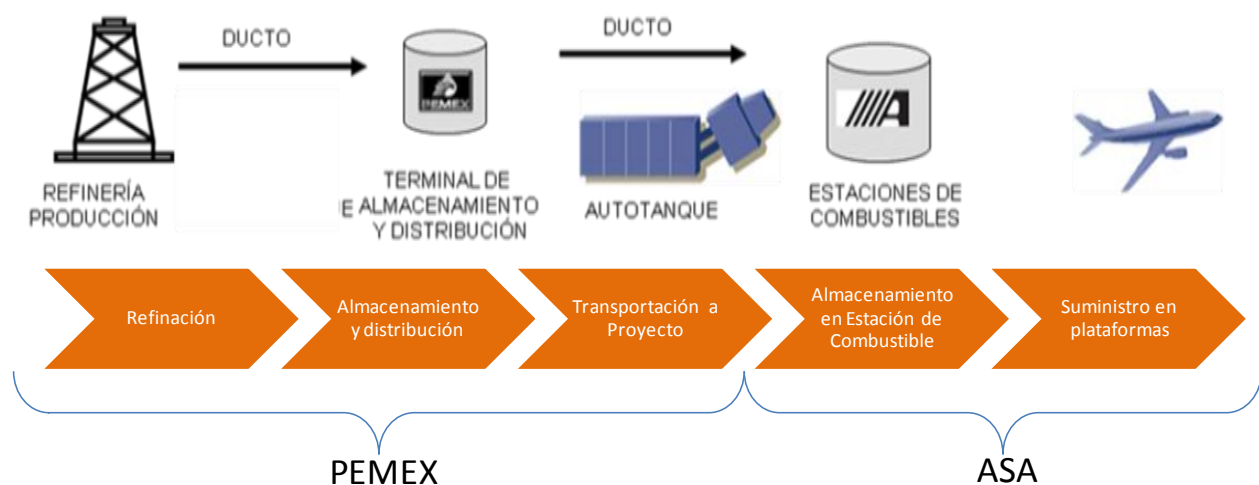 DUCTO
DUCTO
PEMEX
A
REFINERÍA
PRODUCCIÓN
TERMINAL DE
E ALMACENAMIENTO
Y DISTRIBUCIÓN
AUTOTANQUE
ESTACIONES DE
COMBUSTIBLES
Refinación
Almacenamiento
y distribución
Transportación a
Proyecto
Almacenamiento
en Estación de
Combustible
Suministro en
plataformas
PEMEX
ASA